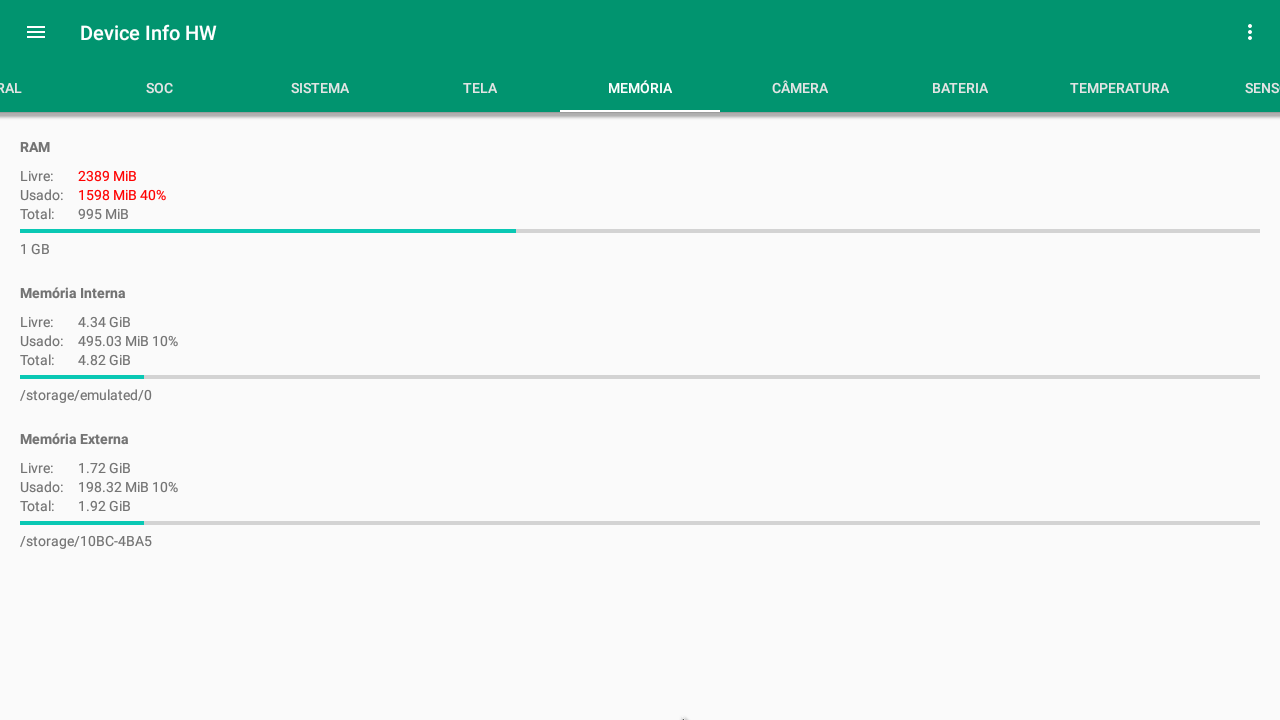 Device Info HW
RAL SOC SISTEMA TELA MEMÓRIA CÂMERA BATERIA TEMPERATURA SENS
RAM
Livre: 2389 MiB
Usado: 1598 MiB 40%
Total: 995 MiB
1 GB
Memória Interna
Livre: 4.34 GiB
Usado: 495.03 MiB 10%
Total: 4.82 GiB
/storage/emulated/0
Memória Externa
Livre: 1.72 GiB
Usado: 198.32 MiB 10%
Total: 1.92 GiB
/storage/10BC-4BA5